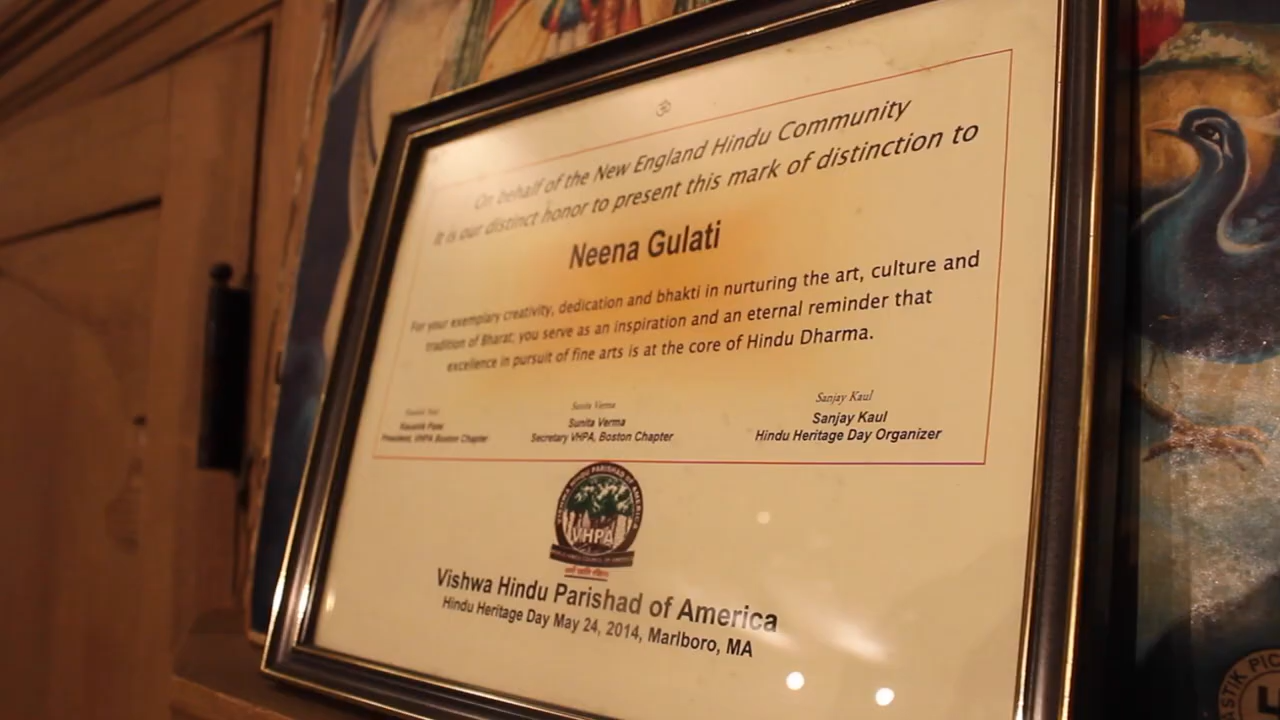 ॐ
On behalf of the New England Hindu Community
It is our distinct honor to present this mark of distinction to
Neena Gulati
For your exemplary creativity, dedication and bhakti in nurturing the art, culture and
tradition of Bharat; you serve as an inspiration and an eternal reminder that
excellence in pursuit of fine arts is at the core of Hindu Dharma.
Sunita Verma
Sanjay Kaul
Sunita Verma
Sanjay Kaul
President, VHPA Boston Chapter
Secretary VHPA, Boston Chapter
Hindu Heritage Day Organizer
VISHWA HINDU PARISHAD OF AMERICA
VHPA
Vishwa Hindu Parishad of America
Hindu Heritage Day May 24, 2014, Marlboro, MA